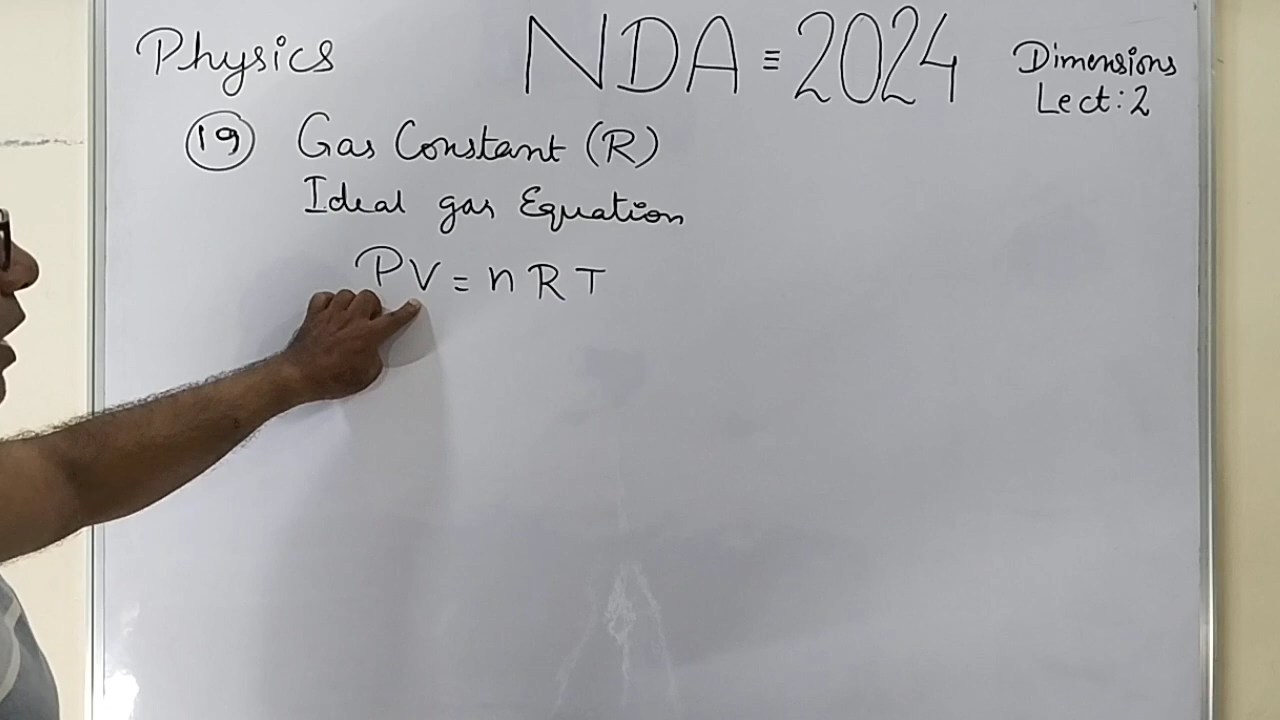 Physics
NDA = 2024
Dimensions
Lect: 2
19 Gas Constant (R)
Ideal gas Equation
PV = nRT